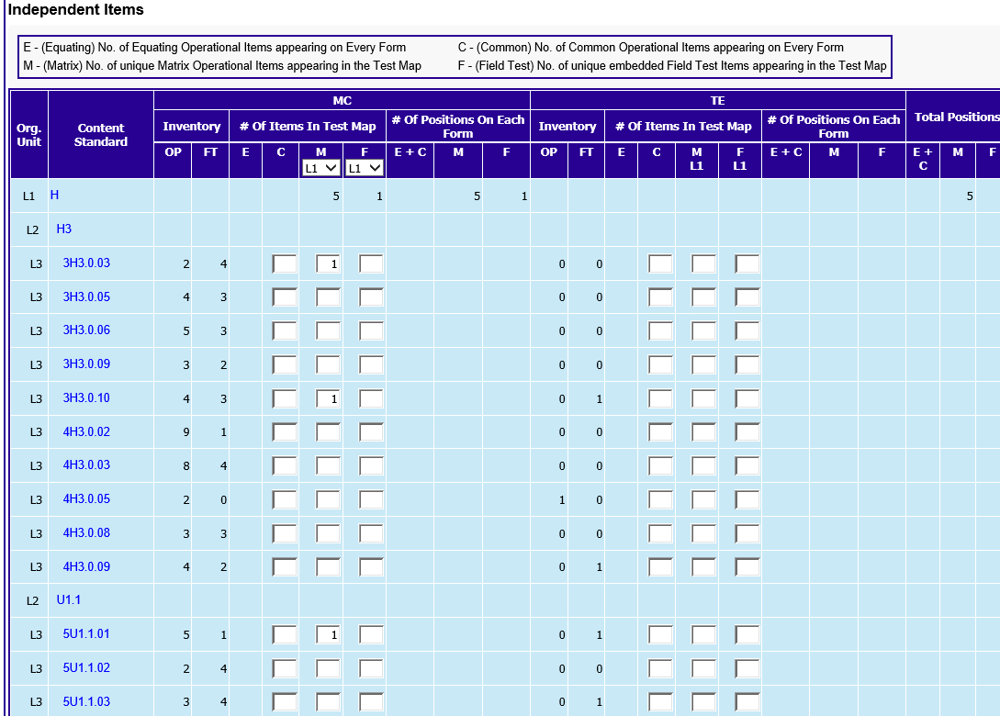 Independent Items
E - (Equating) No. of Equating Operational Items appearing on Every Form C - (Common) No. of Common Operational Items appearing on Every Form
M - (Matrix) No. of unique Matrix Operational Items appearing in the Test Map F - (Field Test) No. of unique embedded Field Test Items appearing in the Test Map
Org. Unit Content Standard MC TE Total Positions
Inventory # Of Items In Test Map # Of Positions On Each Form Inventory # Of Items In Test Map # Of Positions On Each Form
OP FT E C M F E + C M F OP FT E C M F E + C M F E + C M F
L1 L1 L1 L1
L1 H 5 1 5 1 5
L2 H3
L3 3H3.0.03 2 4 1 0 0
L3 3H3.0.05 4 3 0 0
L3 3H3.0.06 5 3 0 0
L3 3H3.0.09 3 2 0 0
L3 3H3.0.10 4 3 1 0 1
L3 4H3.0.02 9 1 0 0
L3 4H3.0.03 8 4 0 0
L3 4H3.0.05 2 0 1 0
L3 4H3.0.08 3 3 0 0
L3 4H3.0.09 4 2 0 1
L2 U1.1
L3 5U1.1.01 5 1 1 0 1
L3 5U1.1.02 2 4 0 0
L3 5U1.1.03 3 4 0 1